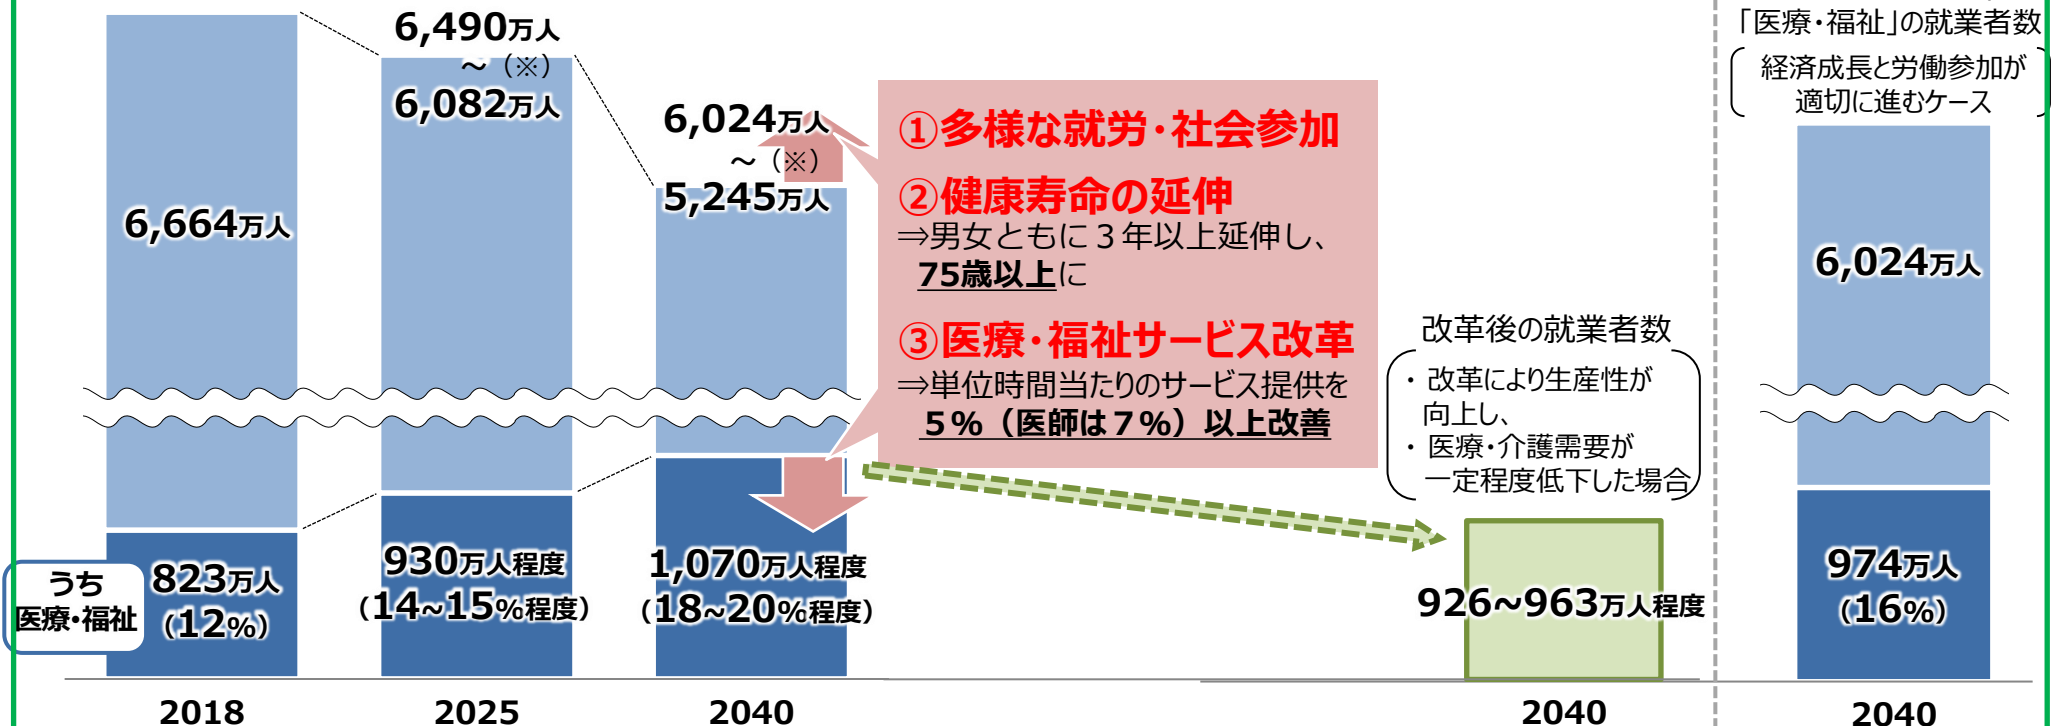 6,664万人
うち
医療・福祉
823万人
(12%)
2018
6,490万人
～（※）
6,082万人
930万人程度
(14~15%程度)
2025
6,024万人
～（※）
5,245万人
1,070万人程度
(18~20%程度)
2040
①多様な就労・社会参加
②健康寿命の延伸
⇒男女ともに３年以上延伸し、
75歳以上に
③医療・福祉サービス改革
⇒単位時間当たりのサービス提供を
５％（医師は７％）以上改善
改革後の就業者数
・ 改革により生産性が
向上し、
・ 医療・介護需要が
一定程度低下した場合
926~963万人程度
2040
「医療・福祉」の就業者数
経済成長と労働参加が
適切に進むケース
6,024万人
974万人
(16%)
2040